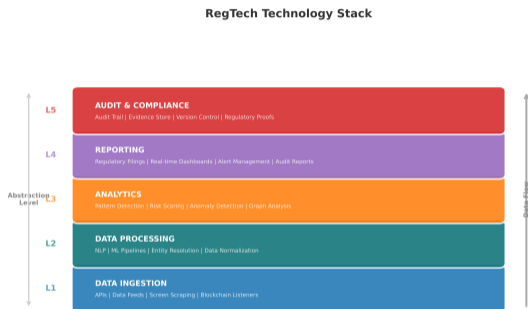 RegTech Technology Stack
L5
AUDIT & COMPLIANCE
Audit Trail | Evidence Store | Version Control | Regulatory Proofs
L4
REPORTING
Regulatory Filings | Real-time Dashboards | Alert Management | Audit Reports
Abstraction
Level
L3
ANALYTICS
Pattern Detection | Risk Scoring | Anomaly Detection | Graph Analysis
L2
DATA PROCESSING
NLP | ML Pipelines | Entity Resolution | Data Normalization
L1
DATA INGESTION
APIs | Data Feeds | Screen Scraping | Blockchain Listeners
Data Flow